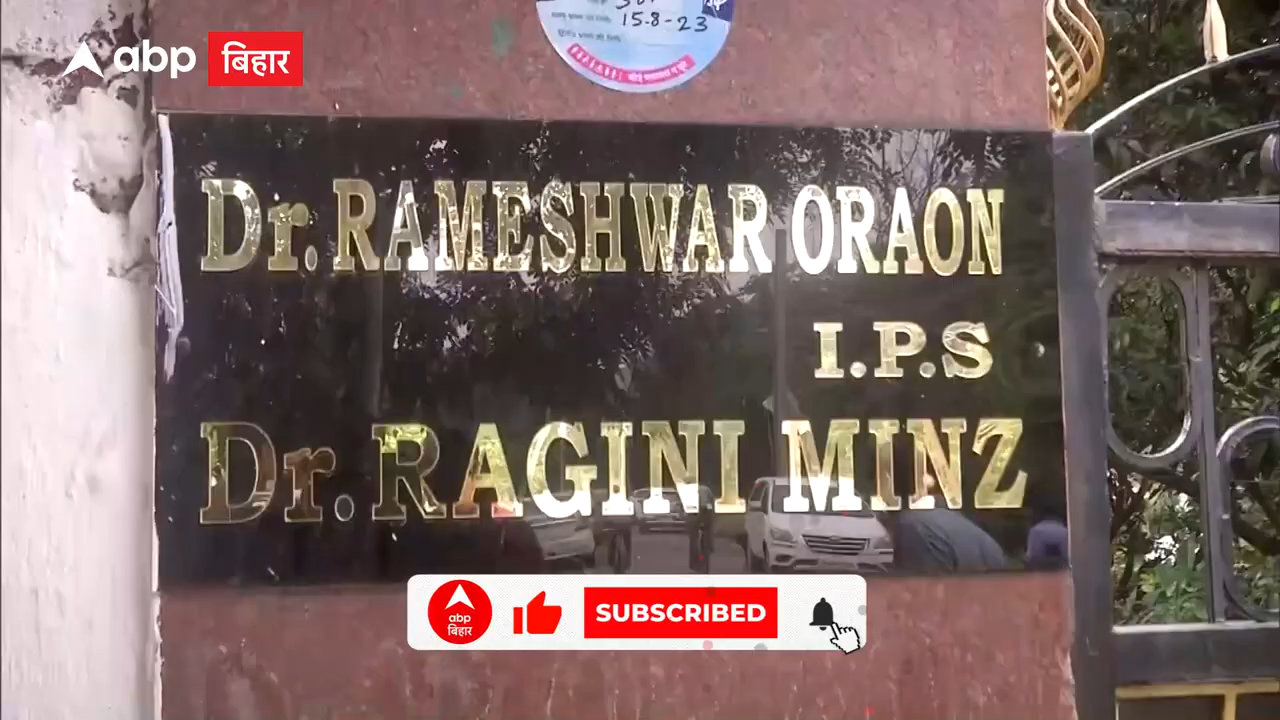 abp बिहार
15-8-23
Dr. RAMESHWAR ORAON
I.P.S
Dr. RAGINI MINZ
abp
बिहार
SUBSCRIBED